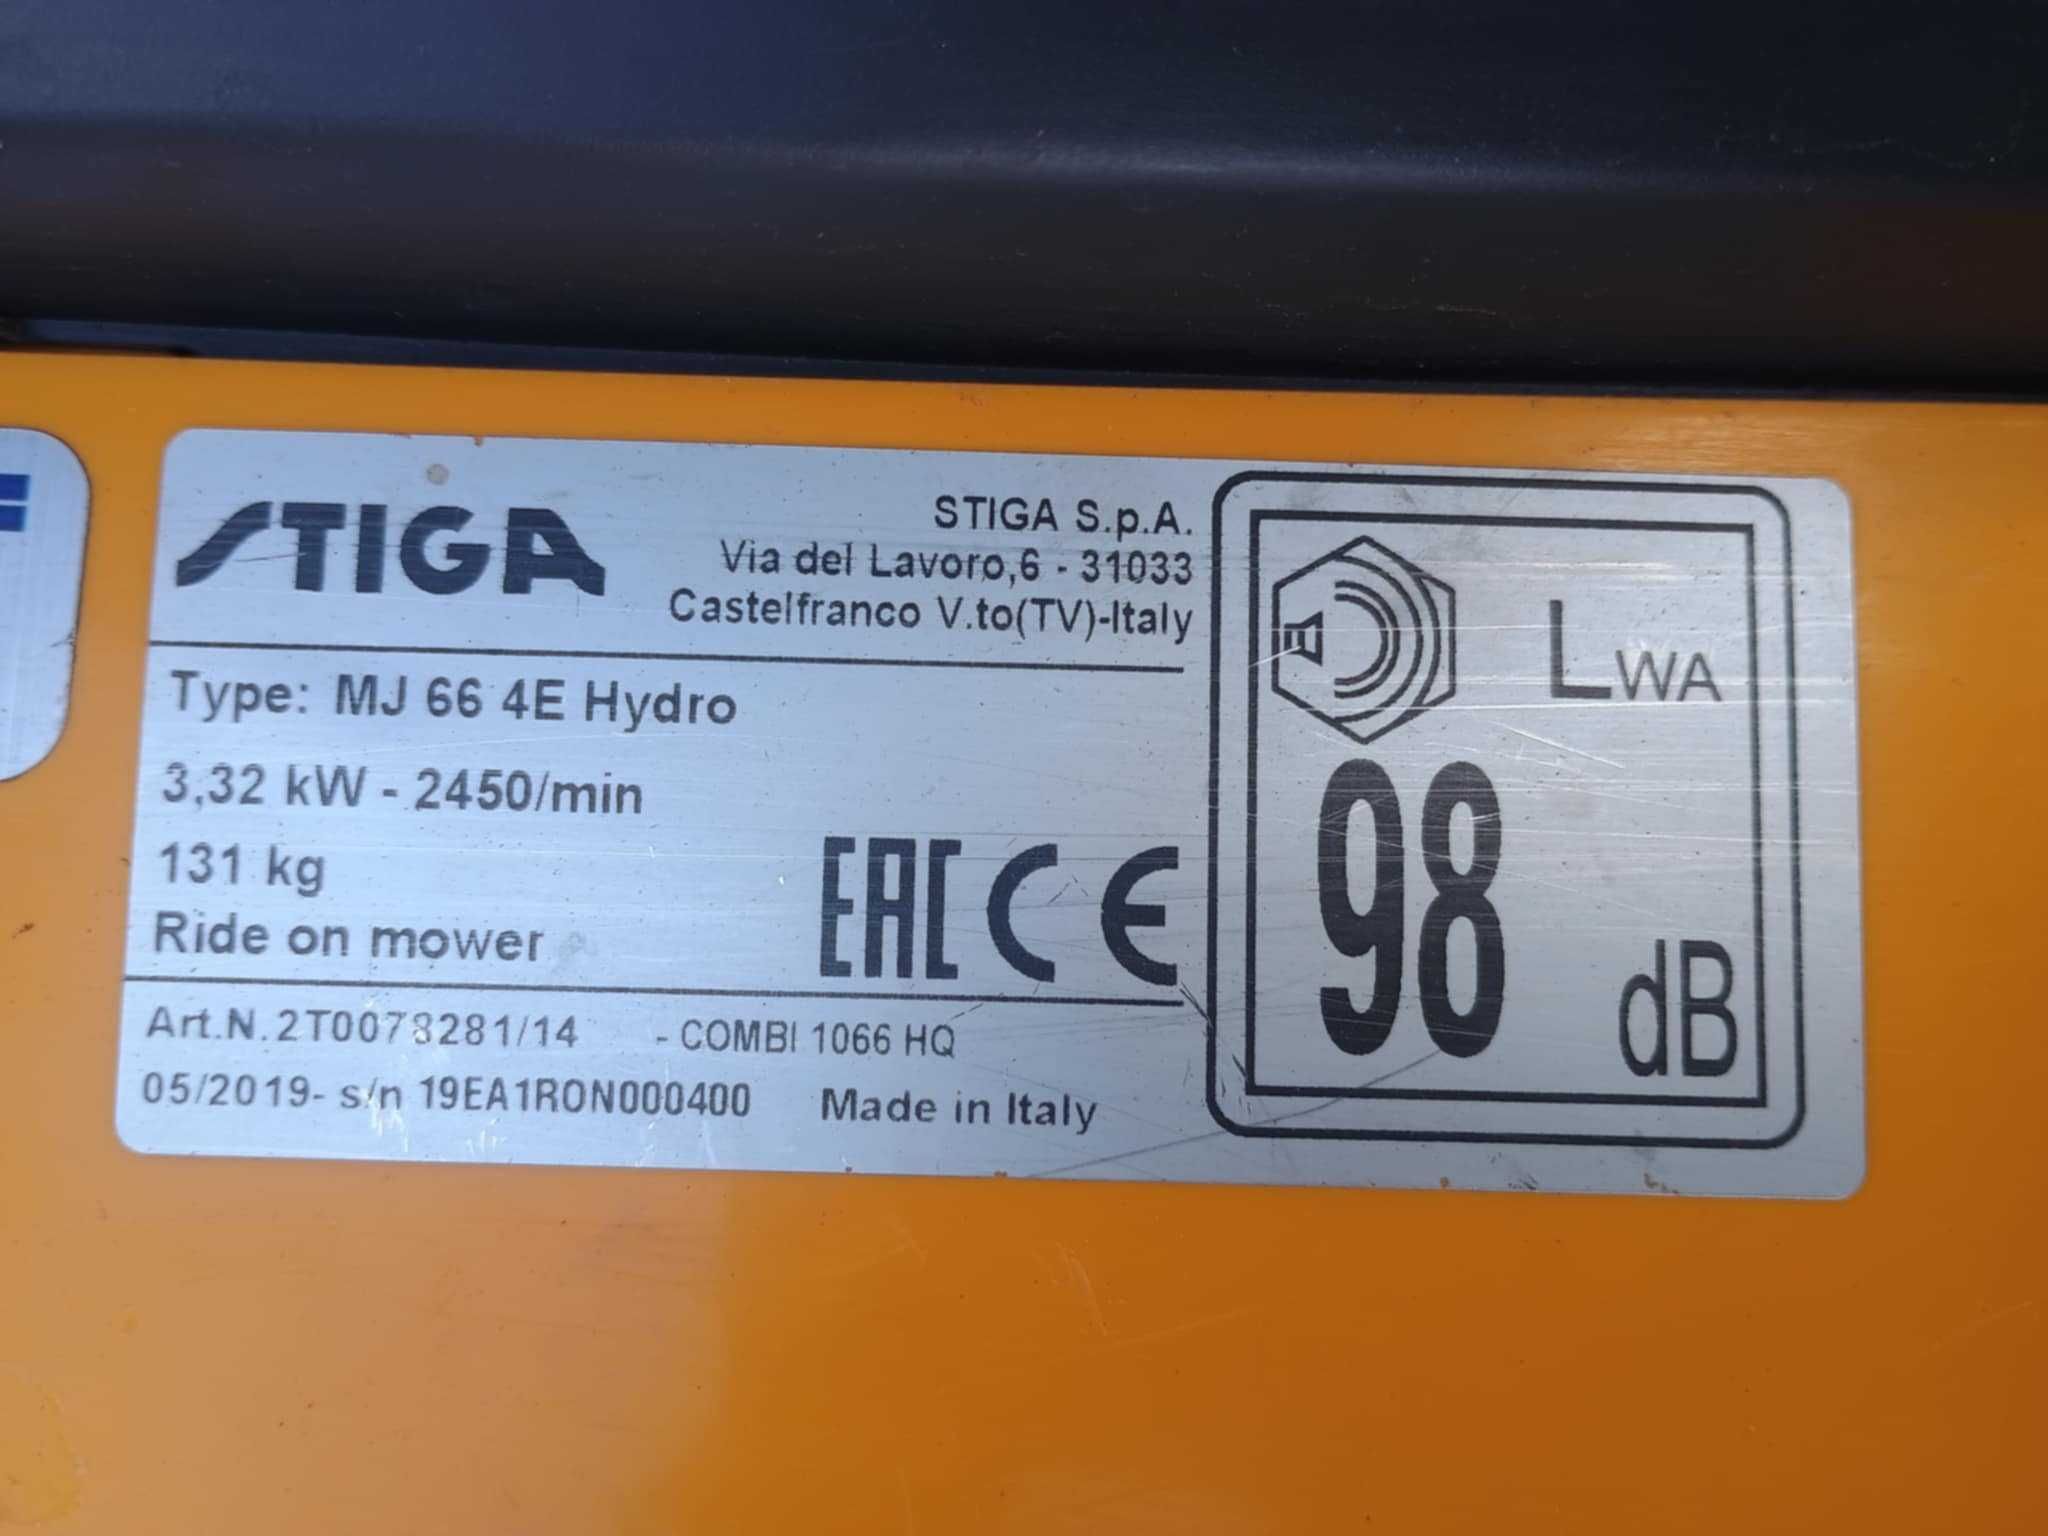 STIGA
STIGA S.p.A.
Via del Lavoro,6 - 31033
Castelfranco V.to(TV)-Italy
Type: MJ 66 4E Hydro
3,32 kW - 2450/min
131 kg
Ride on mower
EAC CE
Art.N.2T0078281/14 - COMBI 1066 HQ
05/2019- s/n 19EA1RON000400 Made in Italy
LWA
98
dB